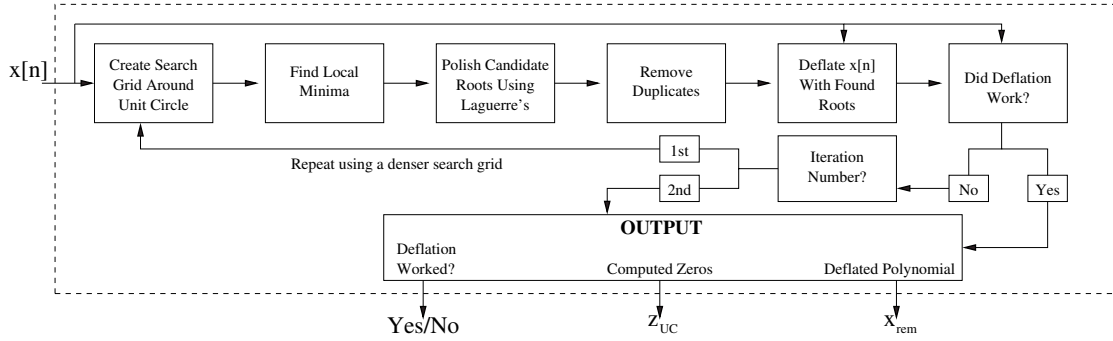 x[n]
Create Search
Grid Around
Unit Circle
Find Local
Minima
Polish Candidate
Roots Using
Laguerre's
Remove
Duplicates
Deflate x[n]
With Found
Roots
Did Deflation
Work?
Repeat using a denser search grid
1st
2nd
Iteration
Number?
No
Yes
OUTPUT
Deflation
Worked?
Computed Zeros
Deflated Polynomial
Yes/No
z_UC
x_rem